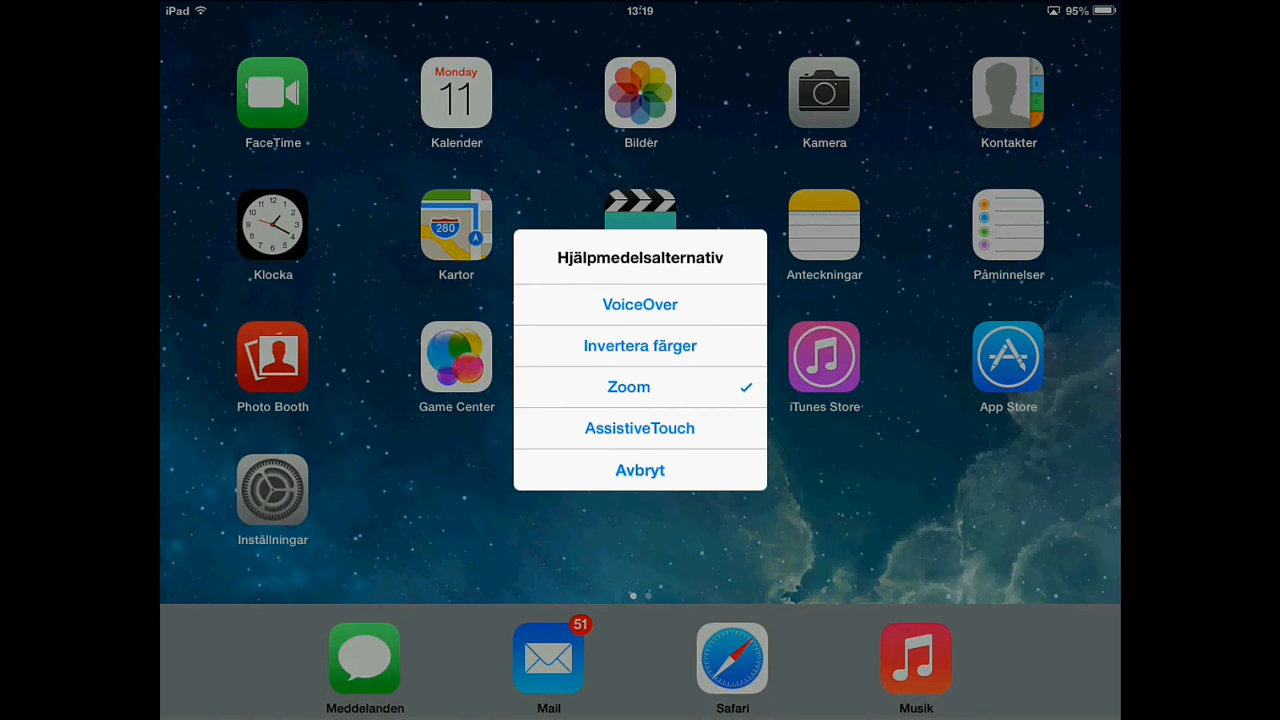 iPad 13:19 95%
Monday
11
FaceTime Kalender Bilder Kamera Kontakter
280
Klocka Kartor Anteckningar Påminnelser
Hjälpmedelsalternativ
VoiceOver
Invertera färger
Zoom
AssistiveTouch
Avbryt
Photo Booth Game Center iTunes Store App Store
Inställningar
51
Meddelanden Mail Safari Musik